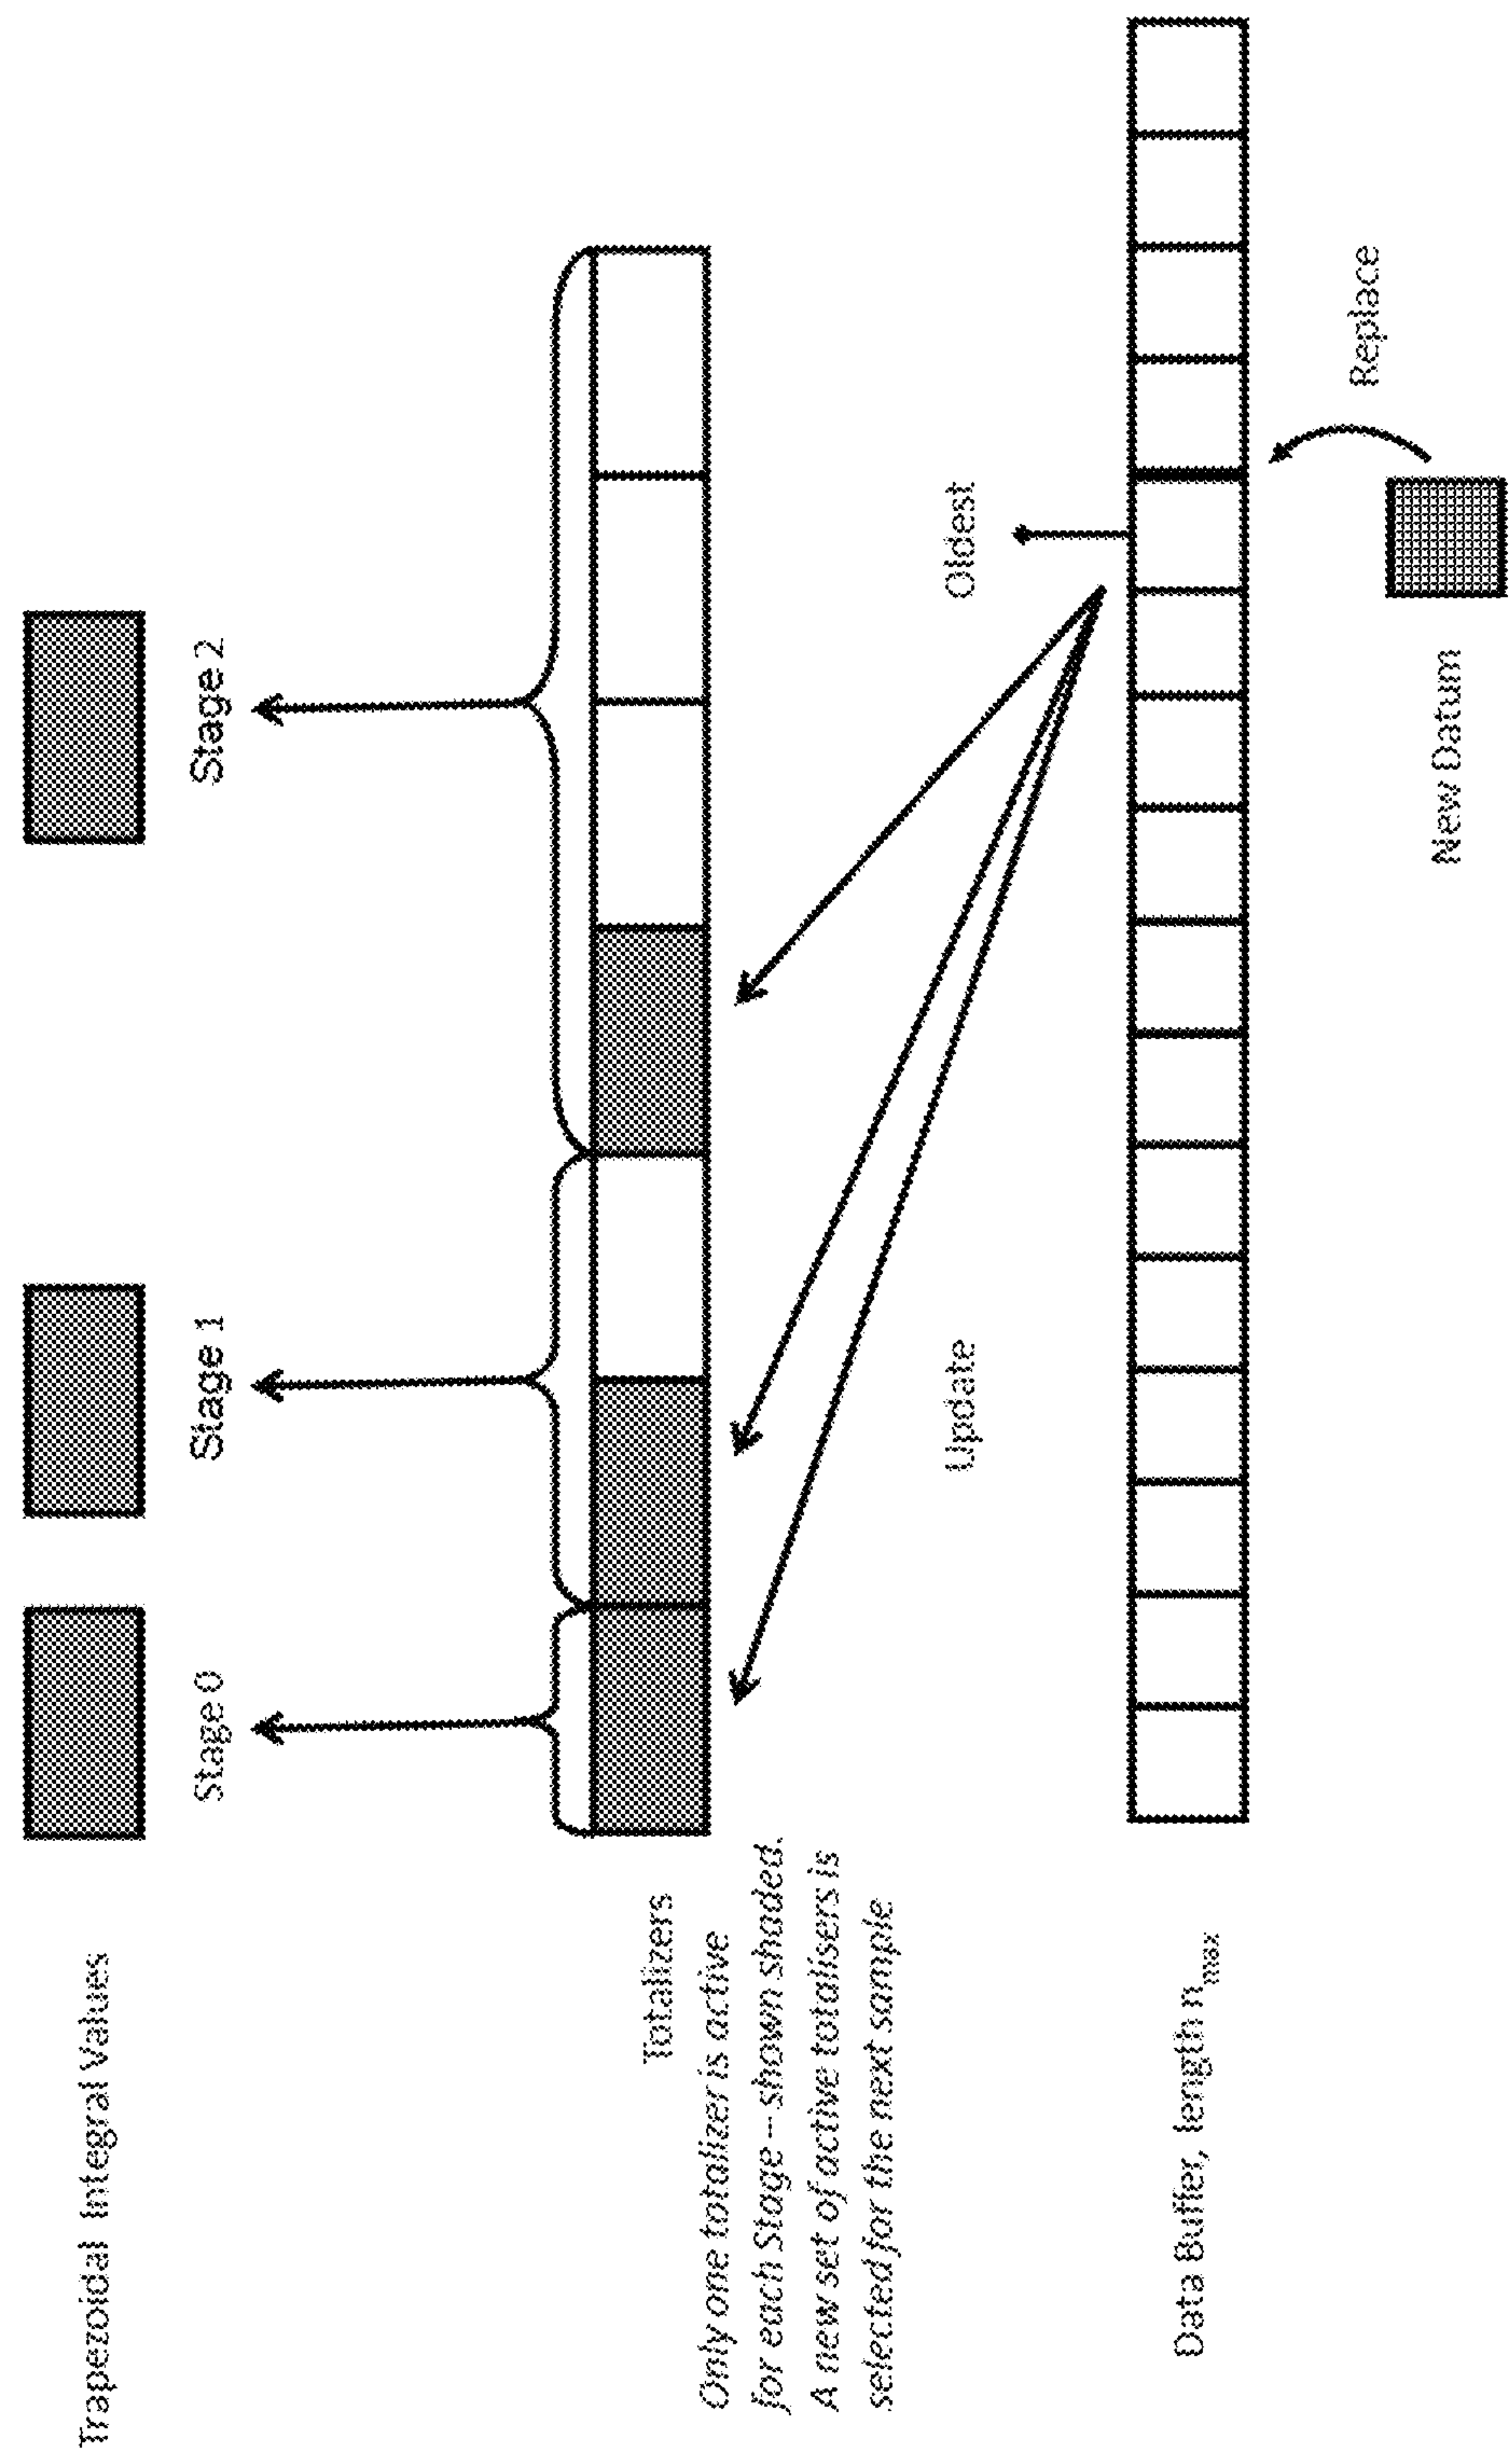 Trapezoidal Integral Values
Stage 0
Stage 1
Stage 2
Totalizers
Only one totalizer is active
for each Stage – shown shaded.
A new set of active totalisers is
selected for the next sample
Update
Oldest
Data Buffer, length nmax
Replace
New Datum